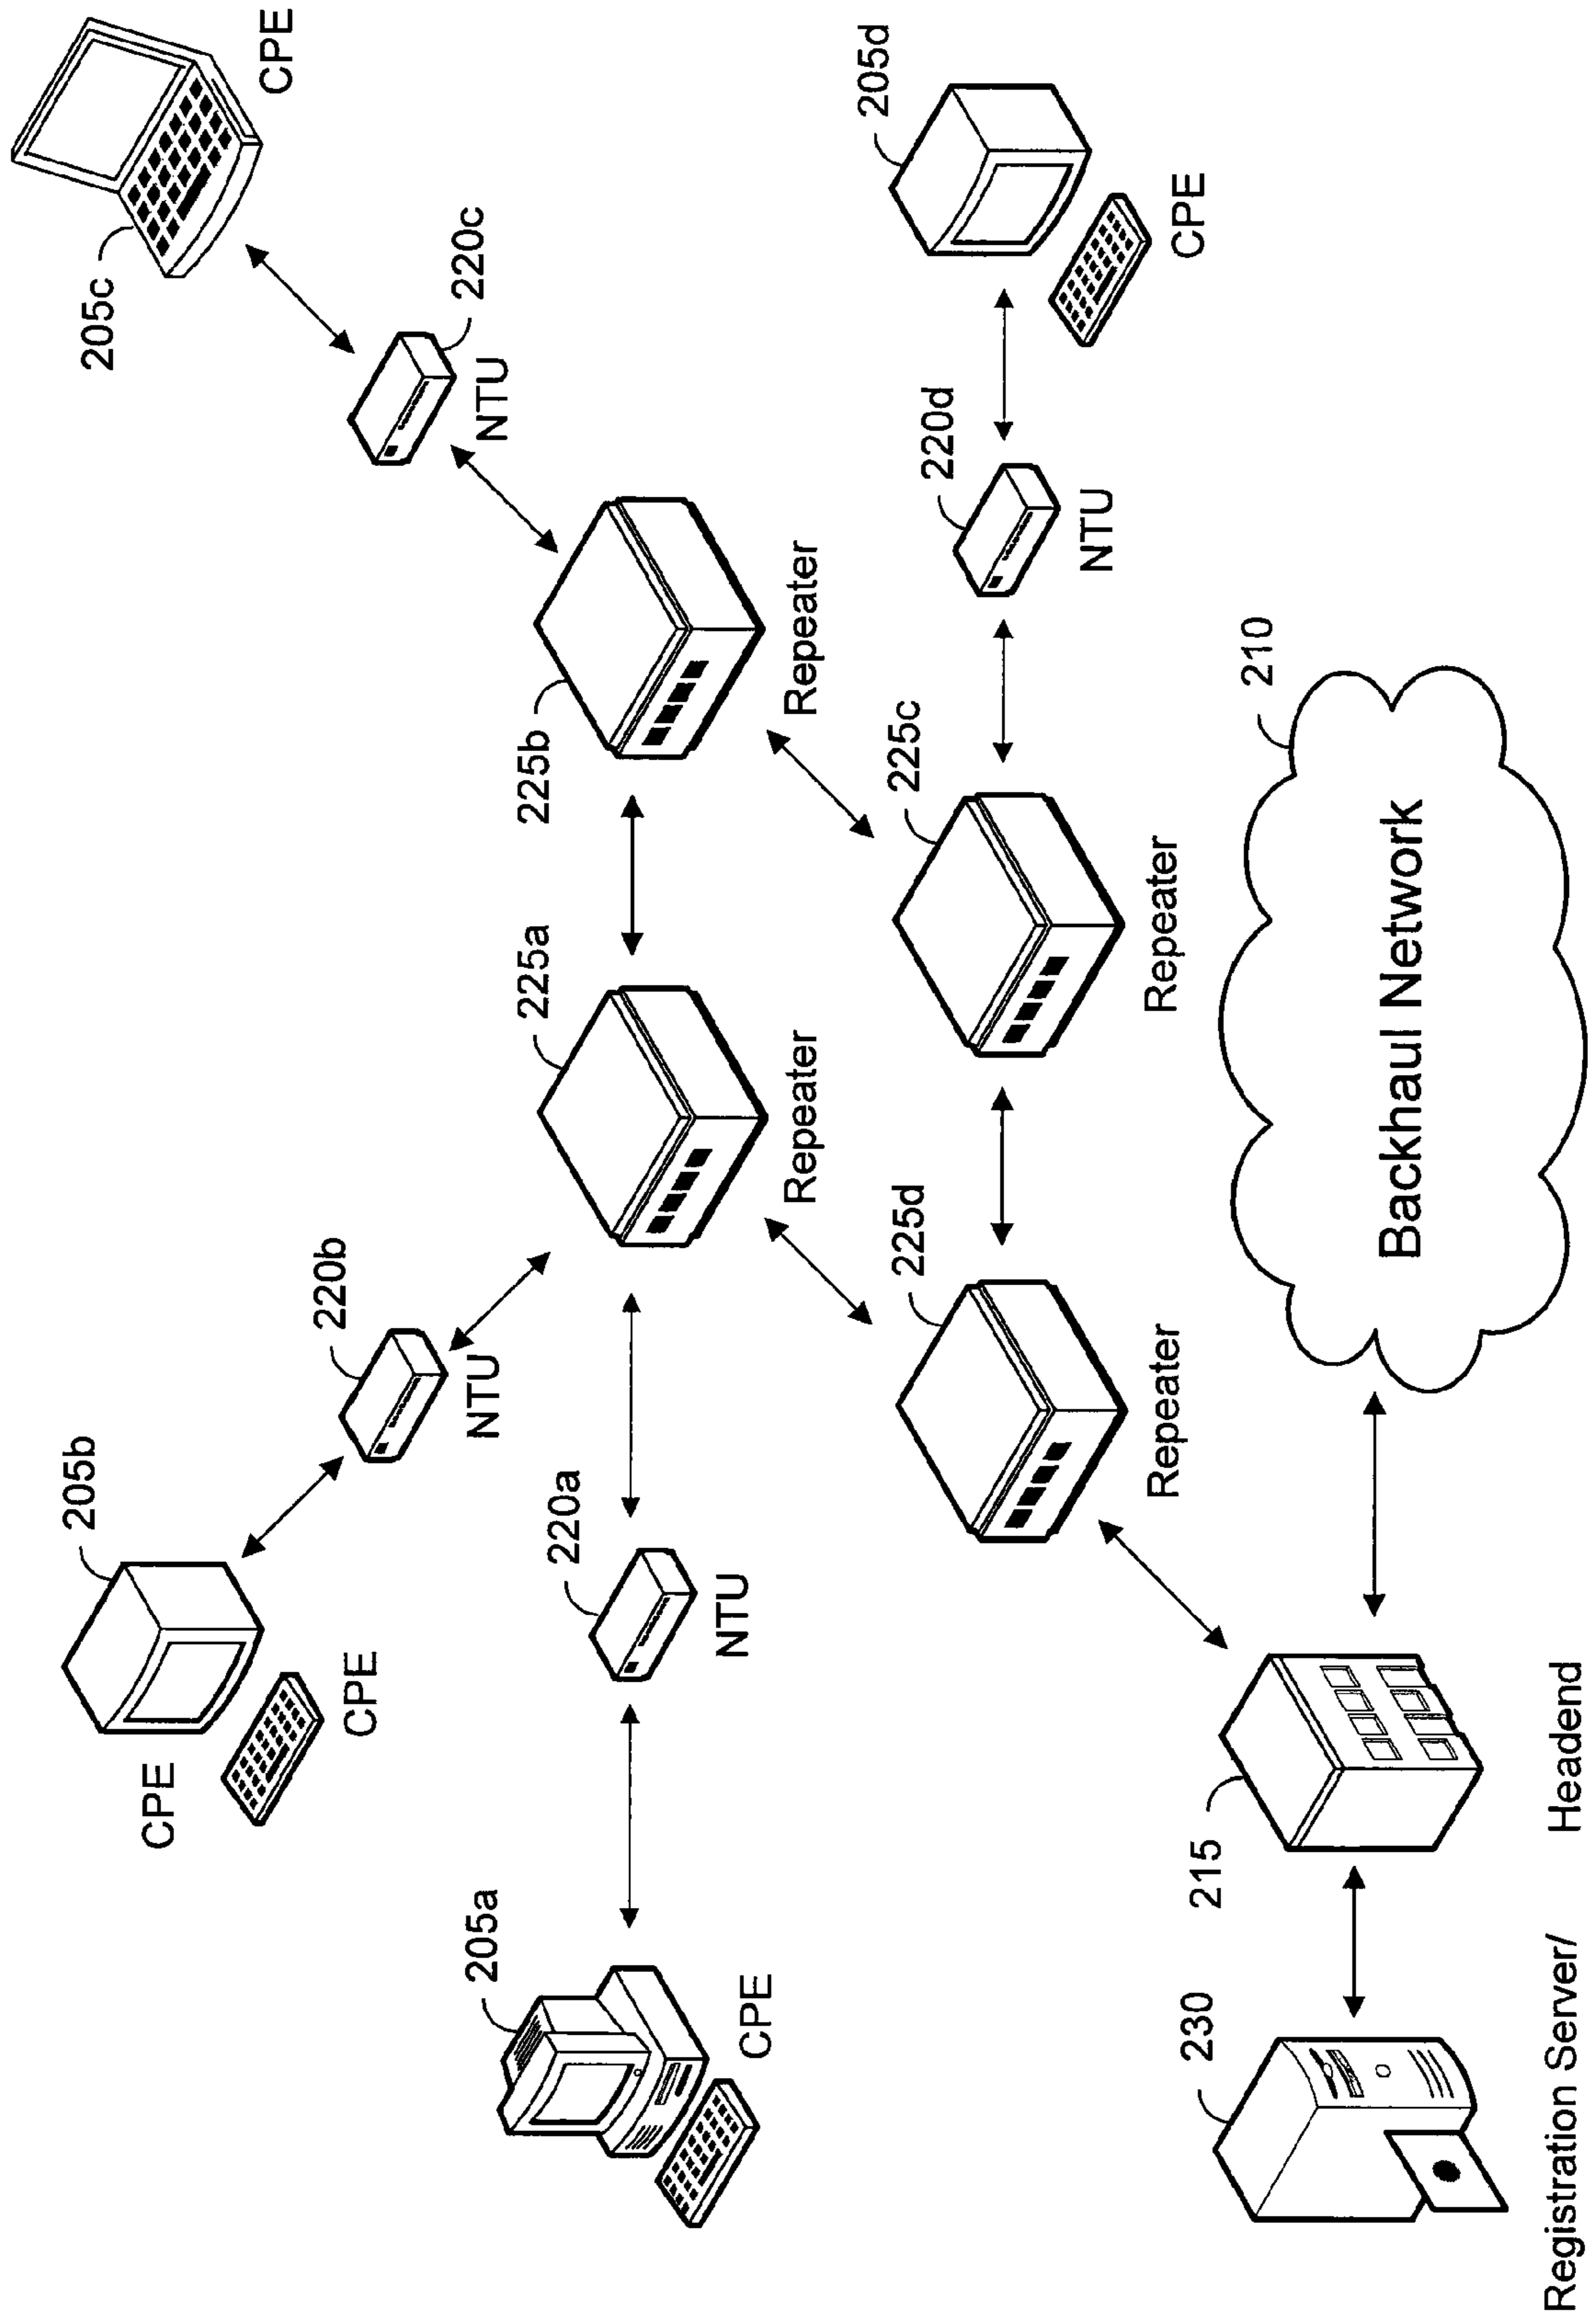 205c
CPE
205b
CPE
CPE
220b
NTU
220c
NTU
205a
CPE
220a
NTU
225a
Repeater
225b
Repeater
220d
NTU
205d
CPE
225d
Repeater
225c
Repeater
230
Registration Server/
215
Headend
210
Backhaul Network